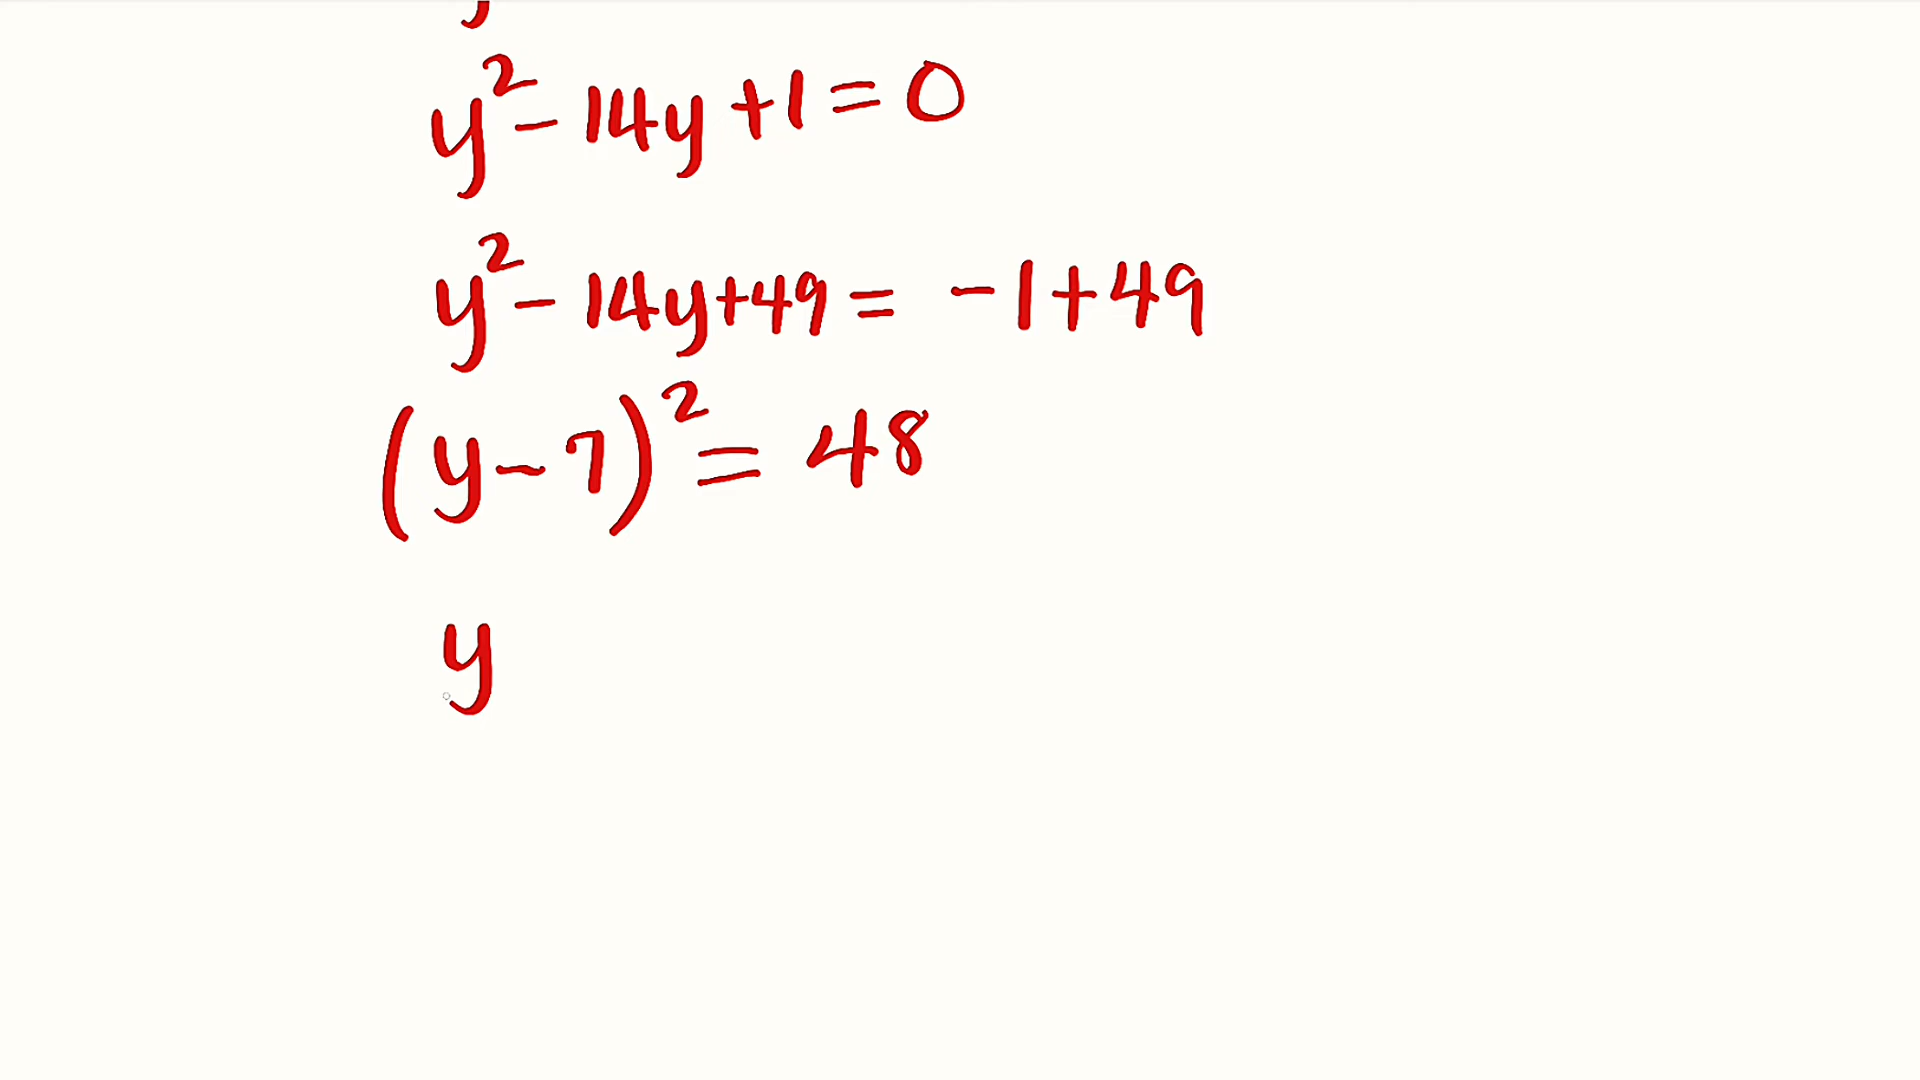 y² - 14y + 1 = 0
y² - 14y + 49 = -1 + 49
(y - 7)² = 48
y